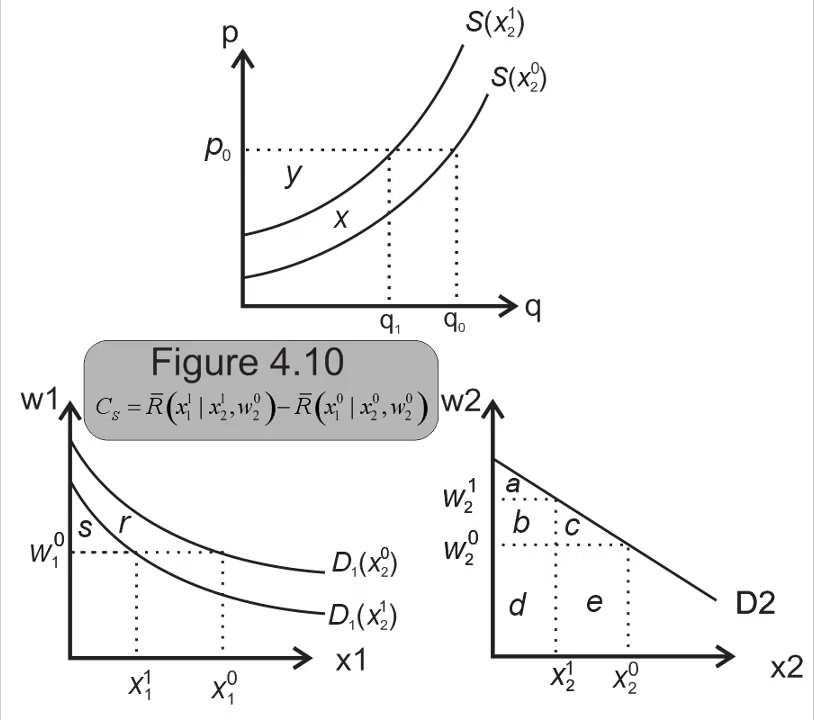 p
S(x₂¹)
S(x₂⁰)
p₀
y
x
q₁
q₀
q
Figure 4.10
C_S = R̄(x₁¹ | x₂¹, w₂⁰) − R̄(x₁⁰ | x₂⁰, w₂⁰)
w1
s
r
W₁⁰
D₁(x₂⁰)
D₁(x₂¹)
x1
X₁¹
X₁⁰
w2
a
W₂¹
b
c
W₂⁰
d
e
D2
X₂¹
X₂⁰
x2